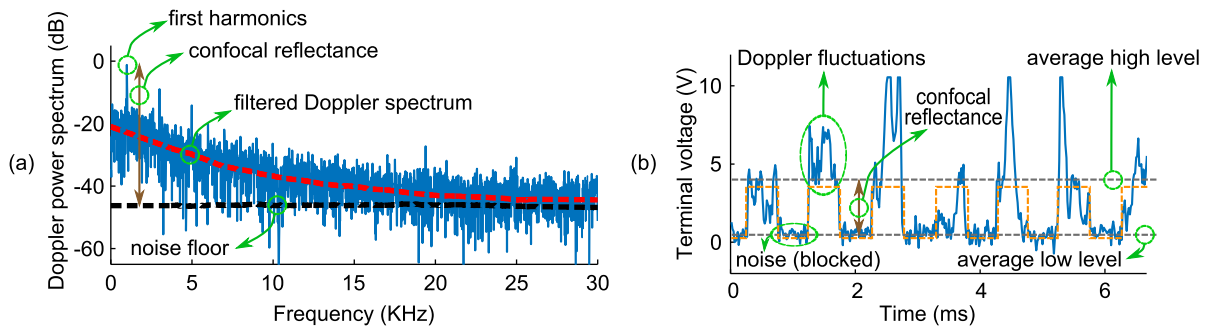 (a)
Doppler power spectrum (dB)
0
-20
-40
-60
first harmonics
confocal reflectance
filtered Doppler spectrum
noise floor
0
5
10
15
20
25
30
Frequency (KHz)
(b)
Terminal voltage (V)
10
5
0
Doppler fluctuations
average high level
confocal
reflectance
noise (blocked)
average low level
0
2
4
6
Time (ms)